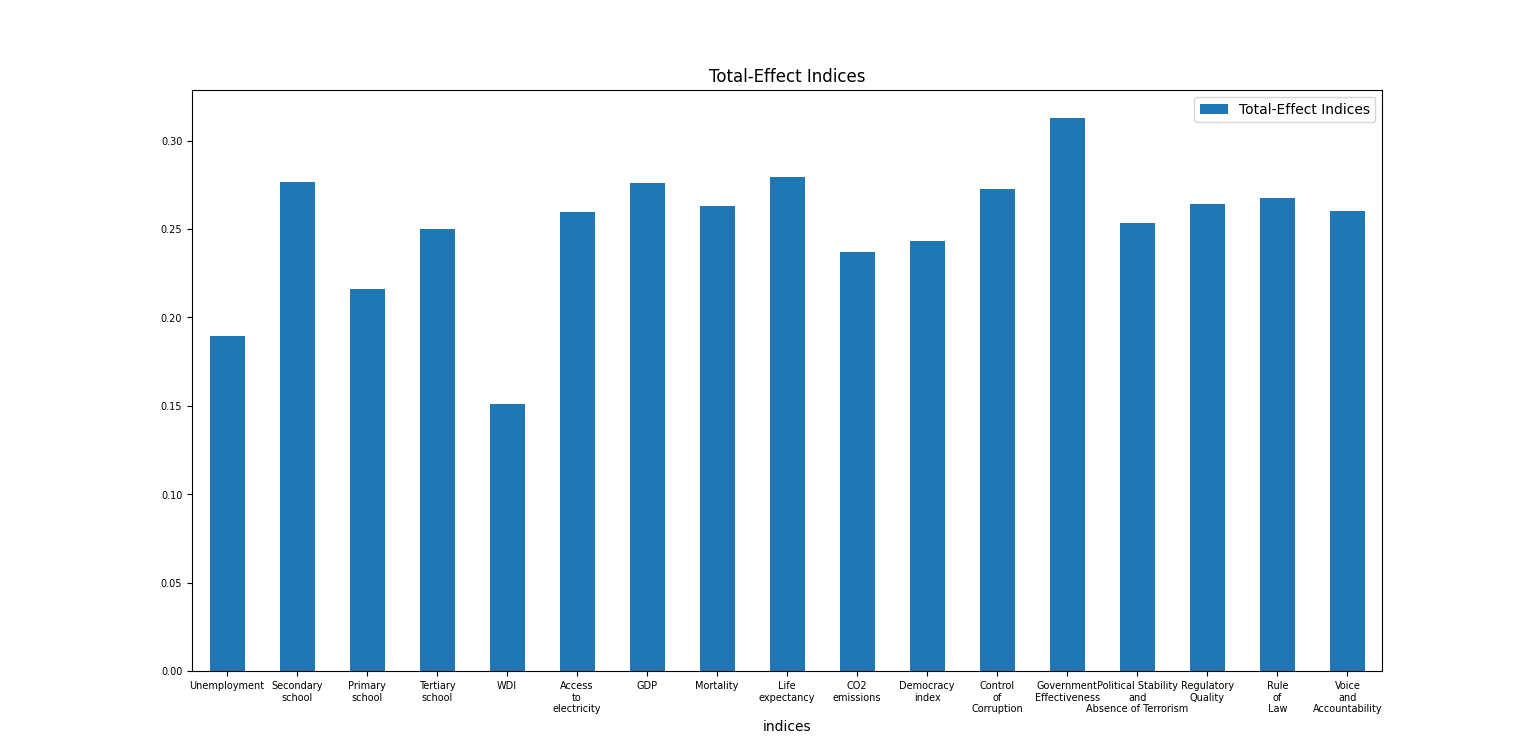 Total-Effect Indices
Total-Effect Indices
0.30
0.25
0.20
0.15
0.10
0.05
0.00
Unemployment
Secondary
school
Primary
school
Tertiary
school
WDI
Access
to
electricity
GDP
Mortality
Life
expectancy
CO2
emissions
Democracy
index
Control
of
Corruption
Government
Effectiveness
Political Stability
and
Absence of Terrorism
Regulatory
Quality
Rule
of
Law
Voice
and
Accountability
indices